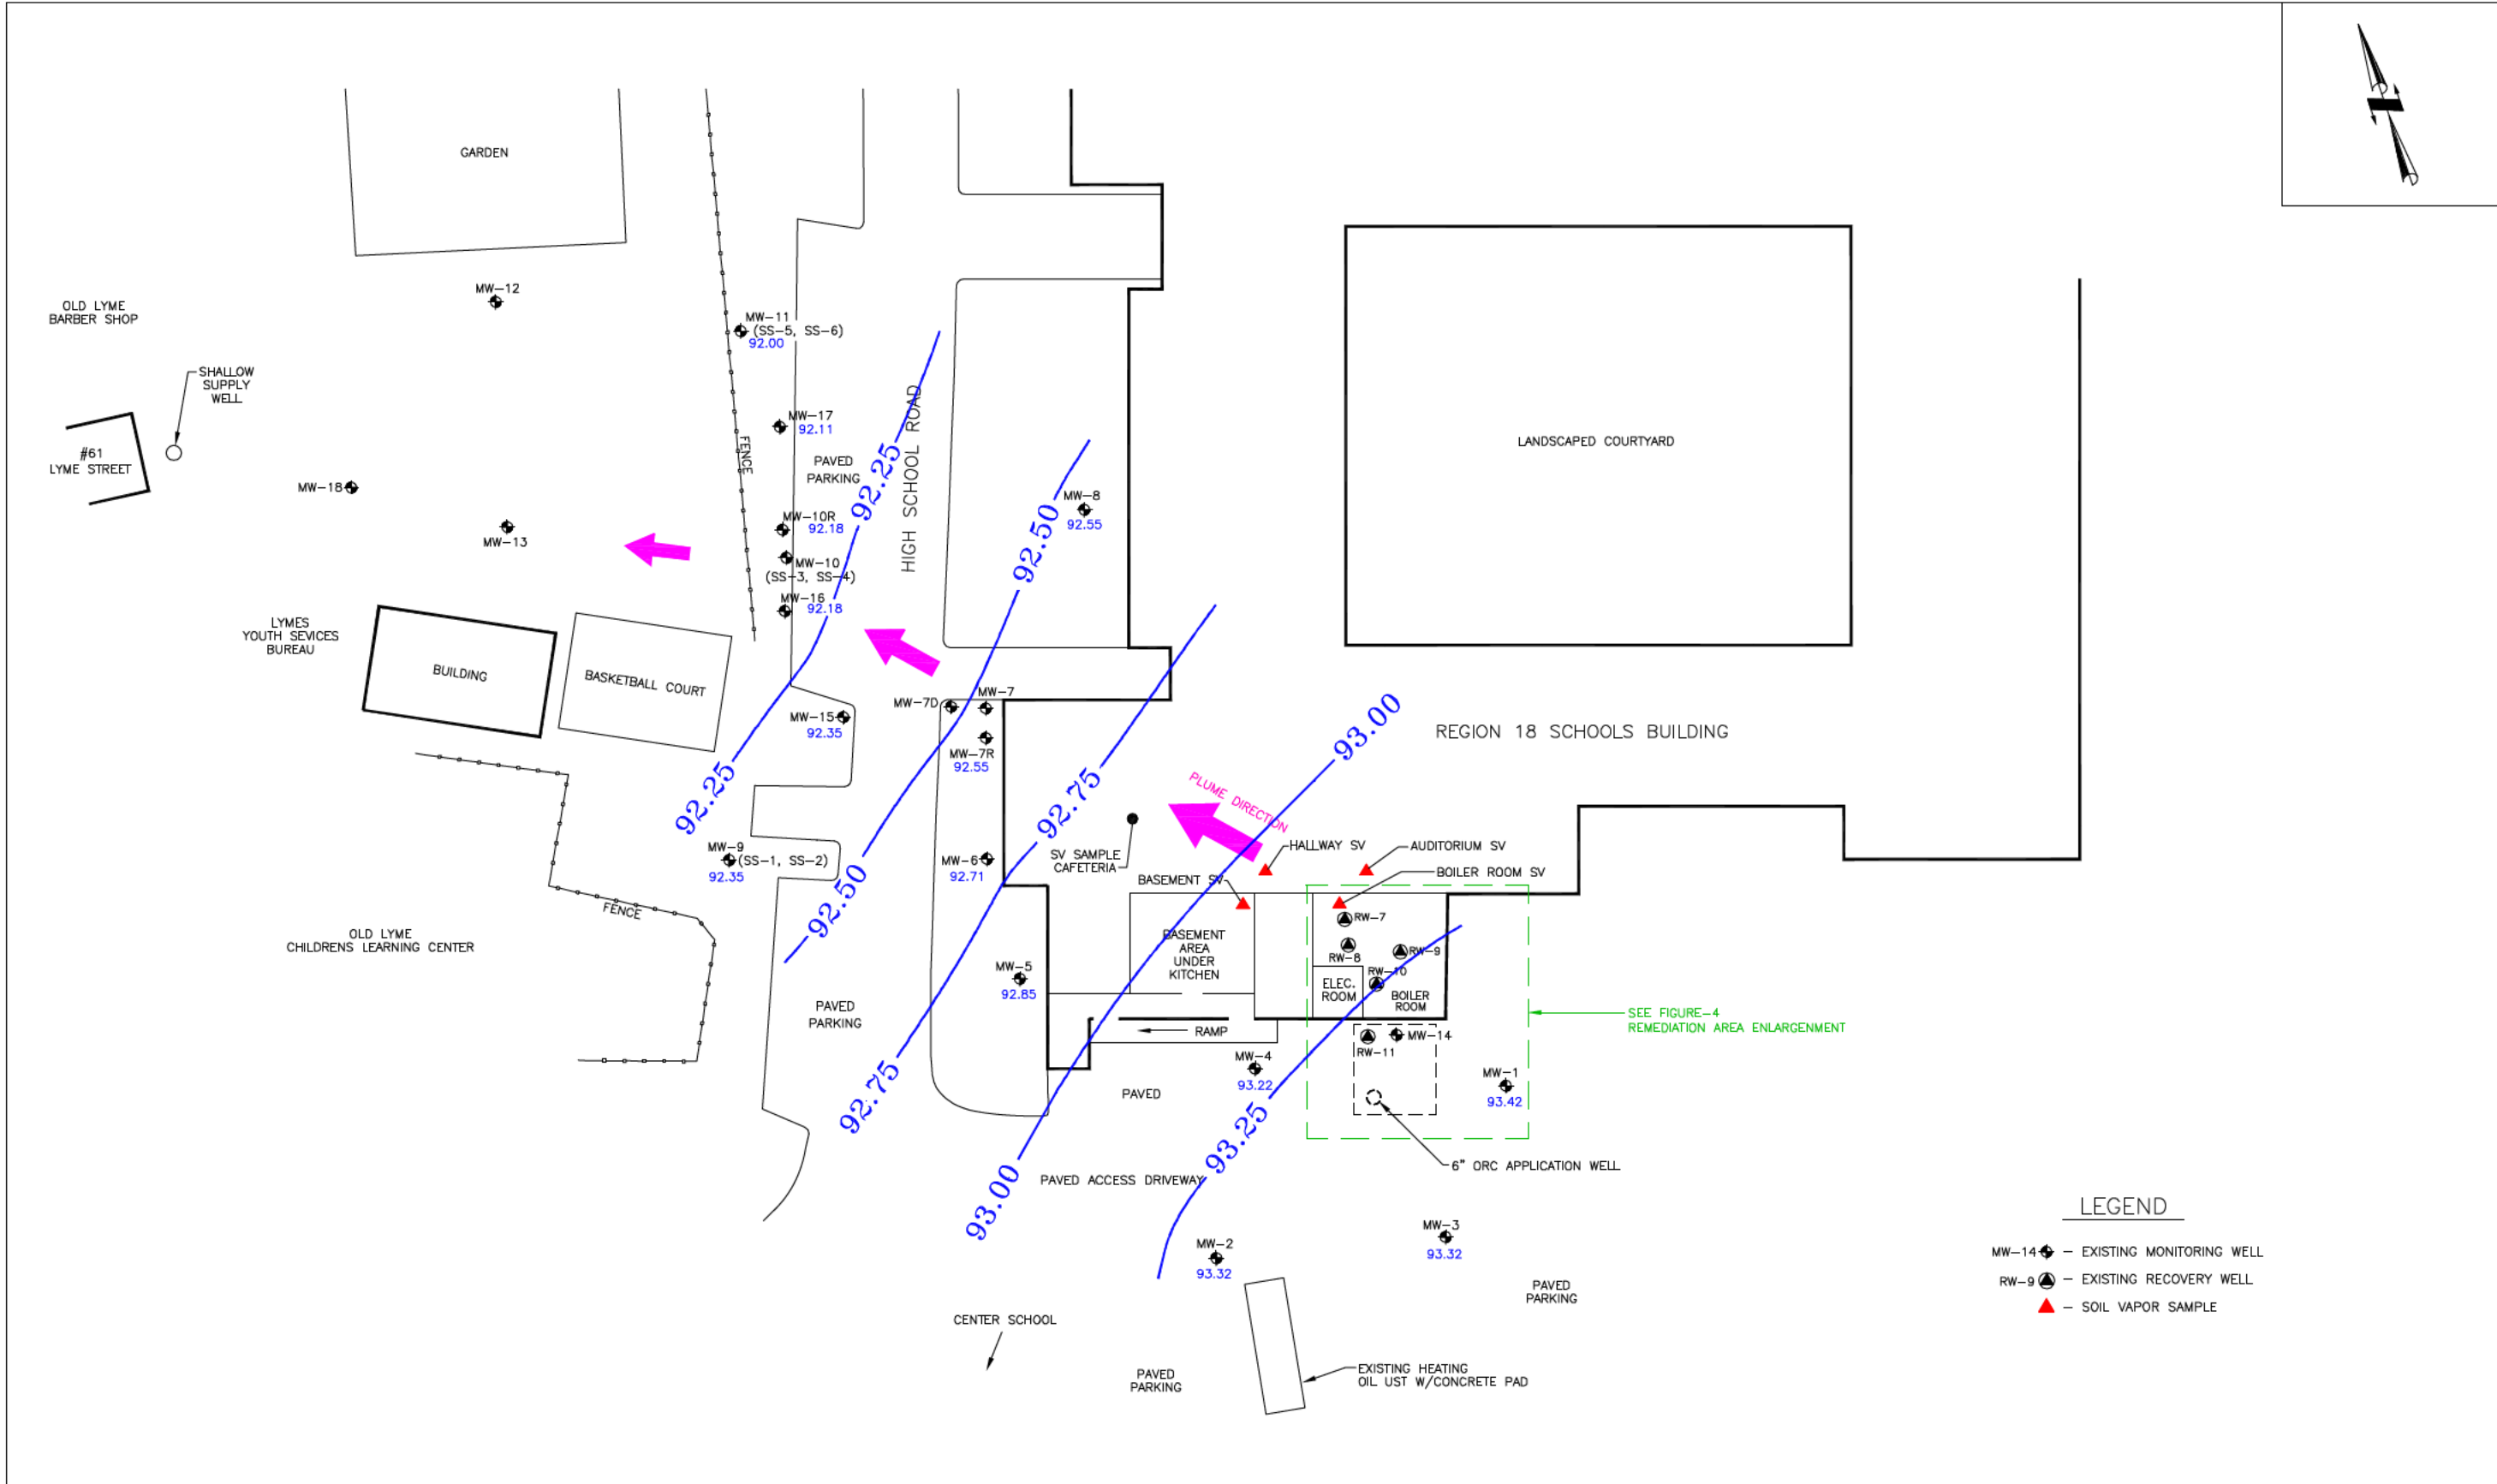 GARDEN
MW-12
OLD LYME
BARBER SHOP
MW-11
(SS-5, SS-6)
92.00
SHALLOW
SUPPLY
WELL
MW-17
92.11
HIGH SCHOOL ROAD
FENCE
PAVED
PARKING
92.25
#61
LYME STREET
LANDSCAPED COURTYARD
MW-18
MW-8
92.55
92.50
MW-10R
92.18
MW-13
MW-10
(SS-3, SS-4)
MW-16
92.18
LYMES
YOUTH SEVICES
BUREAU
BUILDING
BASKETBALL COURT
MW-7D
MW-7
MW-15
92.35
MW-7R
92.55
93.00
REGION 18 SCHOOLS BUILDING
92.25
92.75
PLUME DIRECTION
MW-9
(SS-1, SS-2)
92.35
MW-6
92.71
SV SAMPLE
CAFETERIA
HALLWAY SV
AUDITORIUM SV
BASEMENT SV
BOILER ROOM SV
92.50
FENCE
RW-7
OLD LYME
CHILDRENS LEARNING CENTER
BASEMENT
AREA
UNDER
KITCHEN
RW-8
RW-9
RW-10
MW-5
92.85
ELEC.
ROOM
BOILER
ROOM
PAVED
PARKING
RAMP
SEE FIGURE-4
REMEDIATION AREA ENLARGENMENT
MW-14
RW-11
MW-4
93.22
MW-1
93.42
92.75
PAVED
93.25
6" ORC APPLICATION WELL
93.00
PAVED ACCESS DRIVEWAY
MW-2
93.32
MW-3
93.32
PAVED
PARKING
CENTER SCHOOL
PAVED
PARKING
EXISTING HEATING
OIL UST W/CONCRETE PAD
LEGEND
MW-14 - EXISTING MONITORING WELL
RW-9 - EXISTING RECOVERY WELL
- SOIL VAPOR SAMPLE